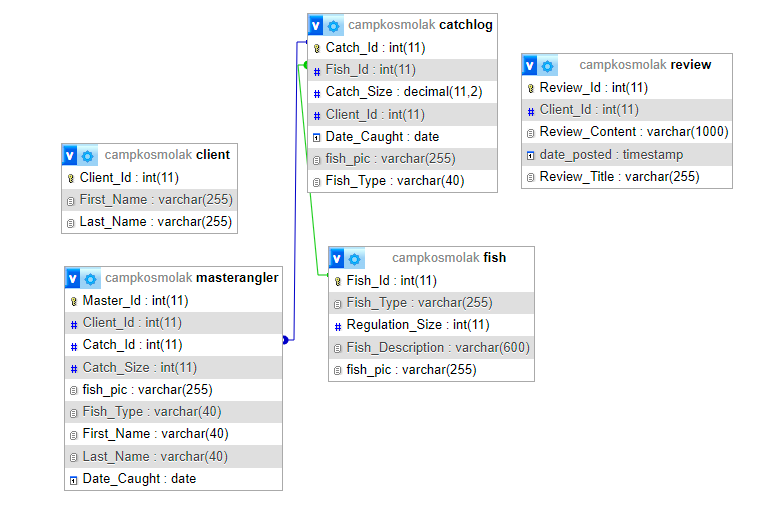 campkosmolak catchlog
Catch_Id : int(11)
Fish_Id : int(11)
Catch_Size : decimal(11,2)
Client_Id : int(11)
Date_Caught : date
fish_pic : varchar(255)
Fish_Type : varchar(40)
campkosmolak review
Review_Id : int(11)
Client_Id : int(11)
Review_Content : varchar(1000)
date_posted : timestamp
Review_Title : varchar(255)
campkosmolak client
Client_Id : int(11)
First_Name : varchar(255)
Last_Name : varchar(255)
campkosmolak fish
Fish_Id : int(11)
Fish_Type : varchar(255)
Regulation_Size : int(11)
Fish_Description : varchar(600)
fish_pic : varchar(255)
campkosmolak masterangler
Master_Id : int(11)
Client_Id : int(11)
Catch_Id : int(11)
Catch_Size : int(11)
fish_pic : varchar(255)
Fish_Type : varchar(40)
First_Name : varchar(40)
Last_Name : varchar(40)
Date_Caught : date